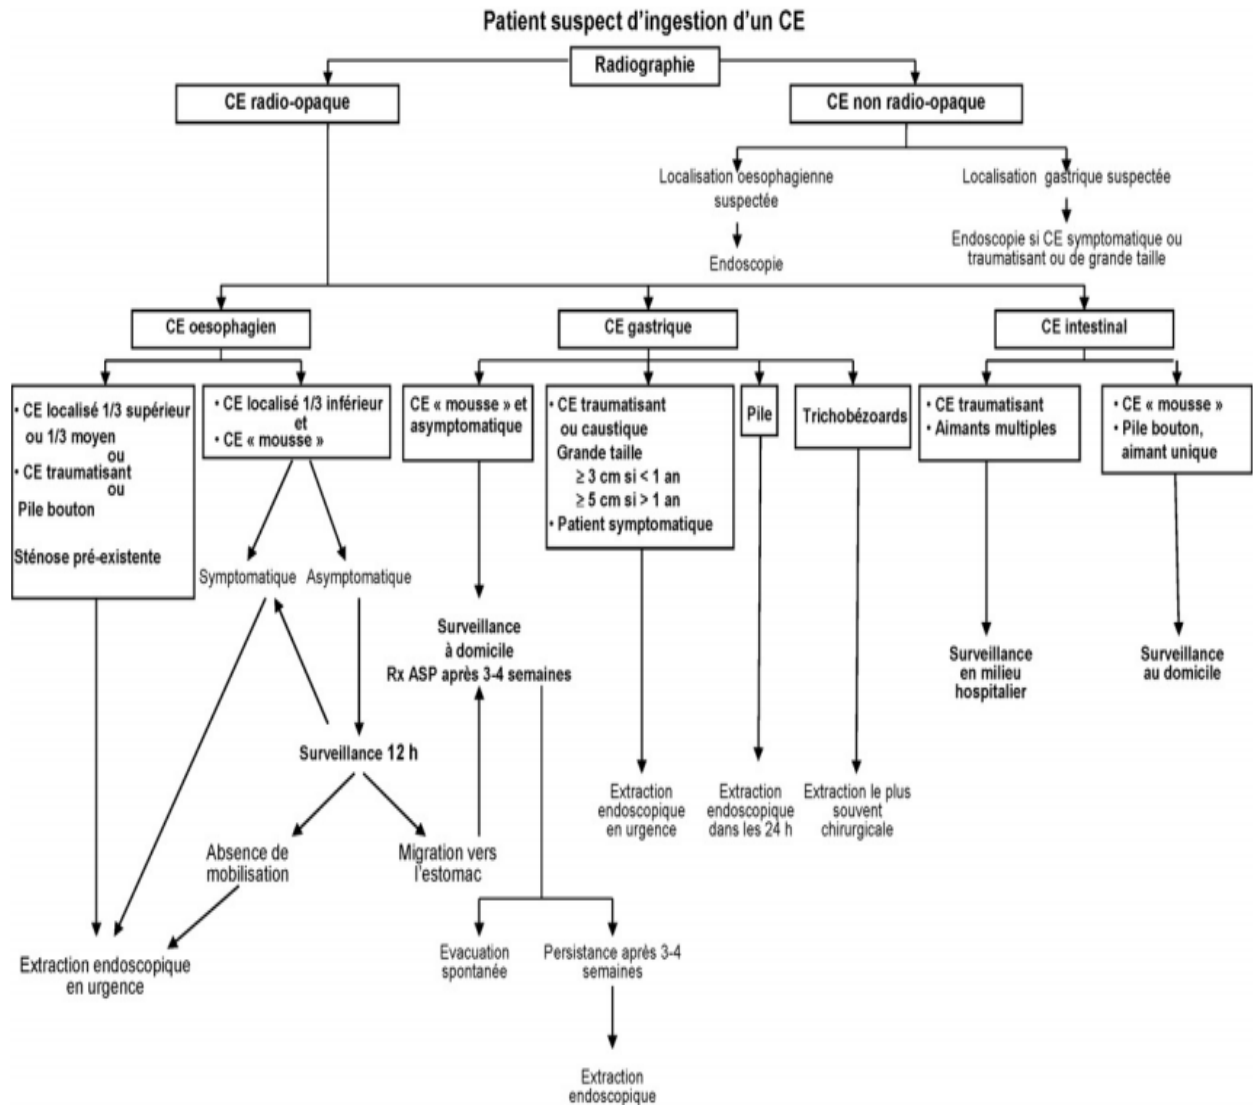 Patient suspect d'ingestion d'un CE
Radiographie
CE radio-opaque
CE non radio-opaque
Localisation oesophagienne
suspectée
Endoscopie
Localisation gastrique suspectée
Endoscopie si CE symptomatique ou
traumatisant ou de grande taille
CE oesophagien
CE gastrique
CE intestinal
• CE localisé 1/3 supérieur
ou 1/3 moyen
ou
• CE traumatisant
ou
Pile bouton
Sténose pré-existente
• CE localisé 1/3 inférieur
et
• CE « mousse »
CE « mousse » et
asymptomatique
• CE traumatisant
ou caustique
Grande taille
≥ 3 cm si < 1 an
≥ 5 cm si > 1 an
• Patient symptomatique
Pile
Trichobézoards
• CE traumatisant
• Aimants multiples
• CE « mousse »
• Pile bouton,
aimant unique
Symptomatique
Asymptomatique
Surveillance
à domicile
Rx ASP après 3-4 semaines
Surveillance
en milieu
hospitalier
Surveillance
au domicile
Surveillance 12 h
Extraction
endoscopique
en urgence
Extraction
endoscopique
dans les 24 h
Extraction le plus
souvent
chirurgicale
Absence de
mobilisation
Migration vers
l'estomac
Extraction endoscopique
en urgence
Evacuation
spontanée
Persistance après 3-4
semaines
Extraction
endoscopique